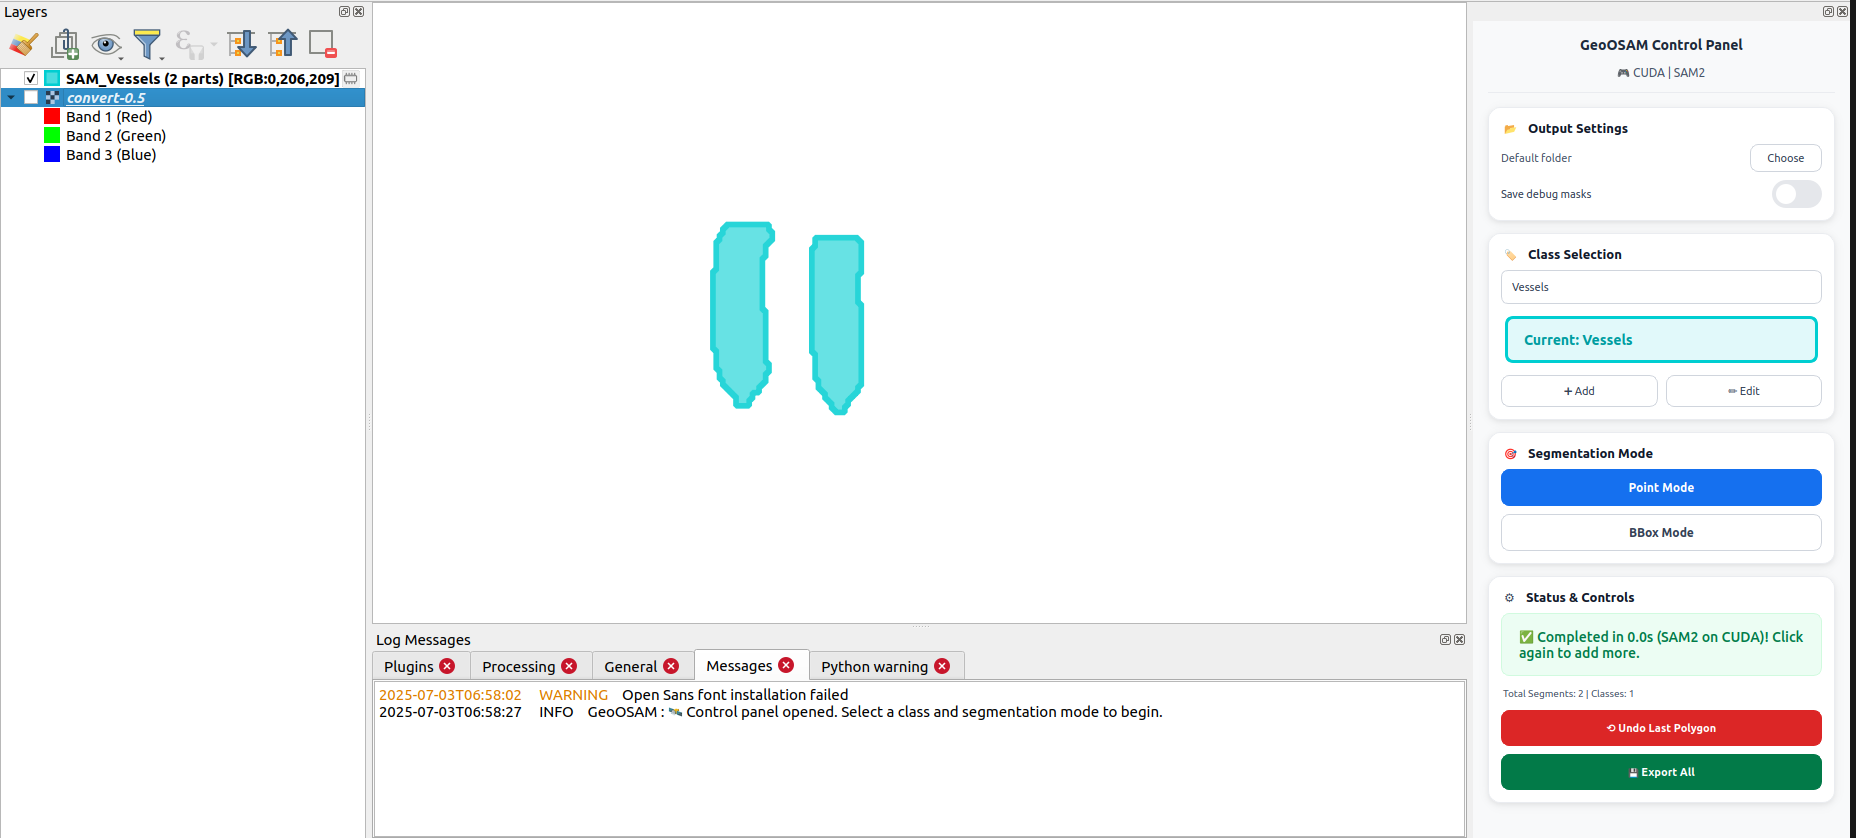 Layers
SAM_Vessels (2 parts) [RGB:0,206,209]
convert-0.5
Band 1 (Red)
Band 2 (Green)
Band 3 (Blue)
Log Messages
Plugins
Processing
General
Messages
Python warning
2025-07-03T06:58:02 WARNING Open Sans font installation failed
2025-07-03T06:58:27 INFO GeoOSAM : 🛰️ Control panel opened. Select a class and segmentation mode to begin.
GeoOSAM Control Panel
🎮 CUDA | SAM2
📂 Output Settings
Default folder
Choose
Save debug masks
🏷️ Class Selection
Vessels
Current: Vessels
➕ Add
✏ Edit
🎯 Segmentation Mode
Point Mode
BBox Mode
⚙ Status & Controls
✅ Completed in 0.0s (SAM2 on CUDA)! Click
again to add more.
Total Segments: 2 | Classes: 1
⟲ Undo Last Polygon
💾 Export All